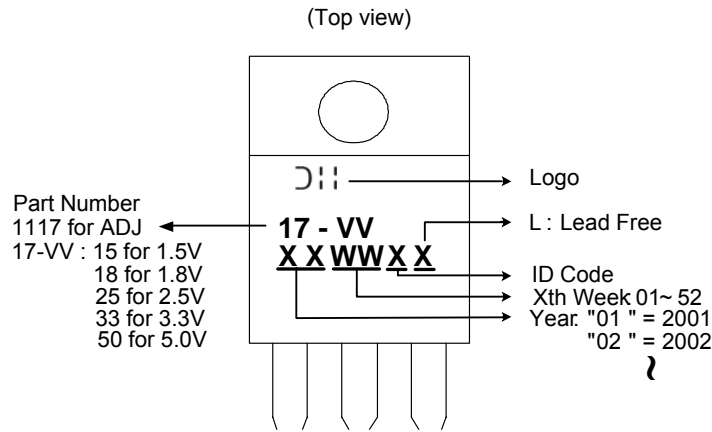 (Top view)
Logo
Part Number
1117 for ADJ
17-VV : 15 for 1.5V
18 for 1.8V
25 for 2.5V
33 for 3.3V
50 for 5.0V
17 - VV
X X WW X X
L : Lead Free
ID Code
Xth Week 01~ 52
Year: "01 " = 2001
"02 " = 2002
~